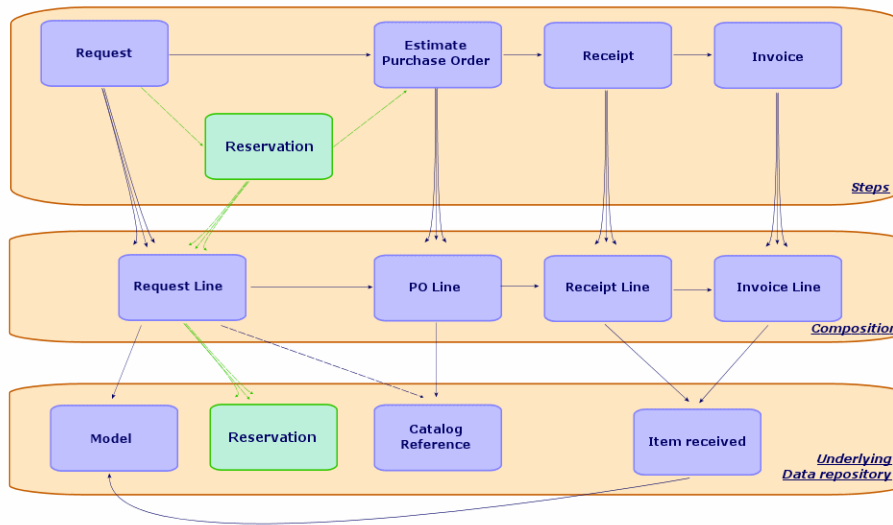 Request
Estimate
Purchase Order
Receipt
Invoice
Reservation
Steps
Request Line
PO Line
Receipt Line
Invoice Line
Composition
Model
Reservation
Catalog
Reference
Item received
Underlying
Data repository